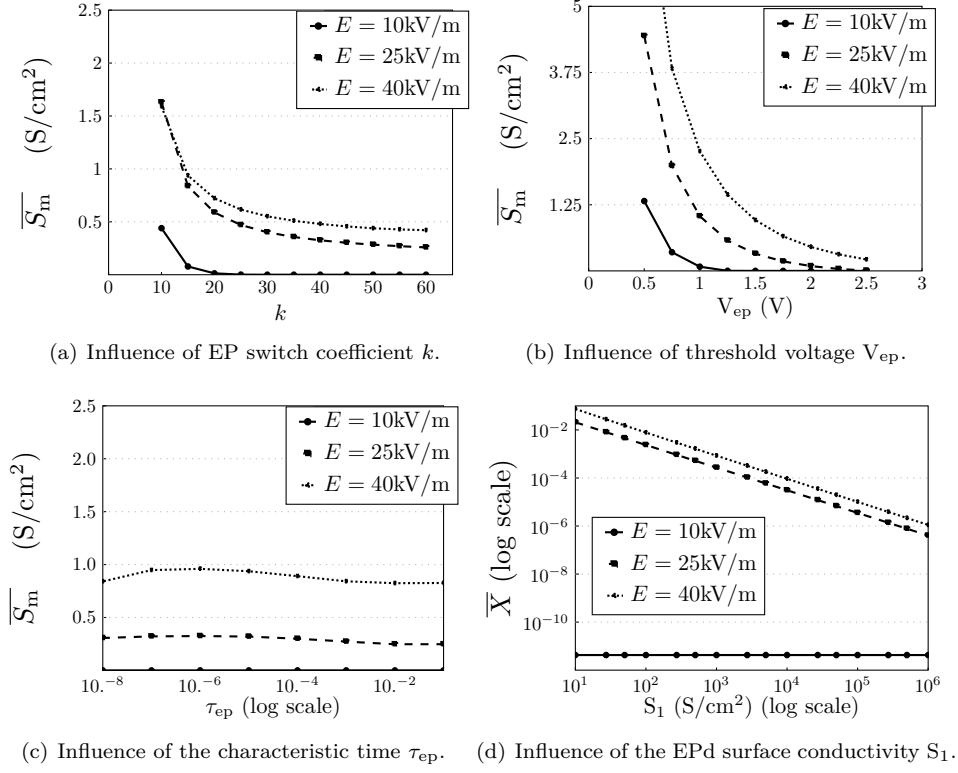 2.5
2
1.5
1
0.5
S̅m (S/cm²)
0 10 20 30 40 50 60
k
E = 10kV/m
E = 25kV/m
E = 40kV/m
(a) Influence of EP switch coefficient k.
5
3.75
2.5
1.25
S̅m (S/cm²)
0 0.5 1 1.5 2 2.5 3
Vep (V)
E = 10kV/m
E = 25kV/m
E = 40kV/m
(b) Influence of threshold voltage Vep.
2.5
2.0
1.5
1.0
0.5
S̅m (S/cm²)
10.⁻⁸ 10.⁻⁶ 10.⁻⁴ 10.⁻²
τep (log scale)
E = 10kV/m
E = 25kV/m
E = 40kV/m
(c) Influence of the characteristic time τep.
10⁻²
10⁻⁴
10⁻⁶
10⁻⁸
10⁻¹⁰
X̅ (log scale)
10¹ 10² 10³ 10⁴ 10⁵ 10⁶
S₁ (S/cm²) (log scale)
E = 10kV/m
E = 25kV/m
E = 40kV/m
(d) Influence of the EPd surface conductivity S₁.